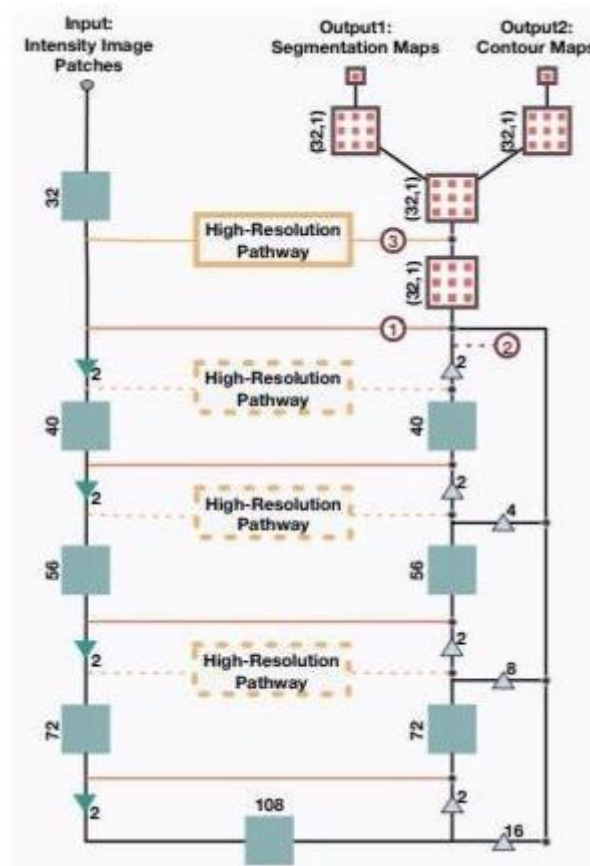 Input:
Intensity Image
Patches
Output1:
Segmentation Maps
Output2:
Contour Maps
(32,1)
(32,1)
32
(32,1)
High-Resolution
Pathway
3
(32,1)
1
2
2
2
High-Resolution
Pathway
40
40
2
2
High-Resolution
Pathway
4
56
56
2
2
High-Resolution
Pathway
8
72
72
2
108
2
16